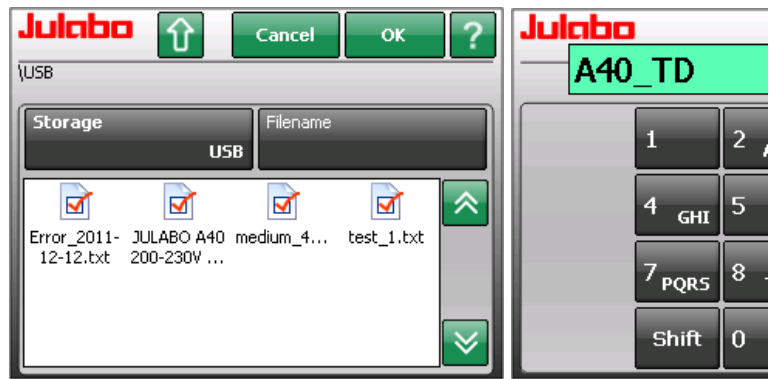 Julabo
Cancel
OK
?
\USB
Storage
USB
Filename
Error_2011-
12-12.txt
JULABO A40
200-230V ...
medium_4...
test_1.txt
Julabo
A40_TD
1
2
4 GHI
5
7 PQRS
8
Shift
0